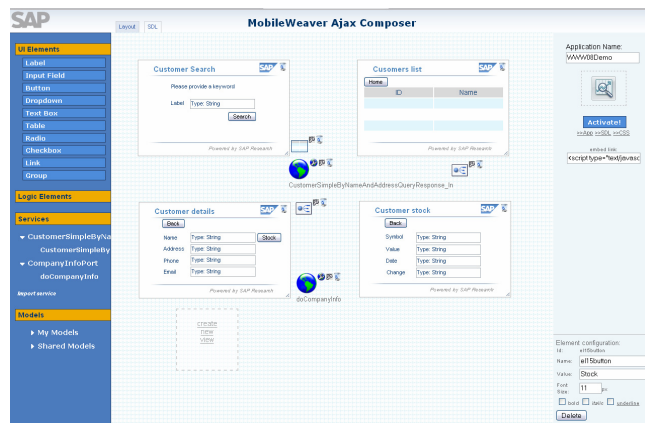 SAP
Layout SDL
MobileWeaver Ajax Composer
UI Elements
Label
Input Field
Button
Dropdown
Text Box
Table
Radio
Checkbox
Link
Group
Logic Elements
Services
CustomerSimpleByNa
CustomerSimpleBy
CompanyInfoPort
doCompanyInfo
Import service
Models
My Models
Shared Models
Customer Search
SAP
Please provide a keyword
Label Type: String
Search
Powered by SAP Research
Cusomers list
SAP
Home
ID Name
Powered by SAP Research
CustomerSimpleByNameAndAddressQueryResponse_In
Customer details
SAP
Back
Name Type: String Stock
Address Type: String
Phone Type: String
Email Type: String
Powered by SAP Research
doCompanyInfo
Customer stock
SAP
Back
Symbol Type: String
Value Type: String
Date Type: String
Change Type: String
Powered by SAP Research
create
new
view
Application Name:
WWW08Demo
Activate!
>>App >>SDL >>CSS
embed link:
<script type="text/javasc
Element configuration:
Id: el15button
Name: el15button
Value: Stock
Font
Size: 11 px
bold italic underline
Delete